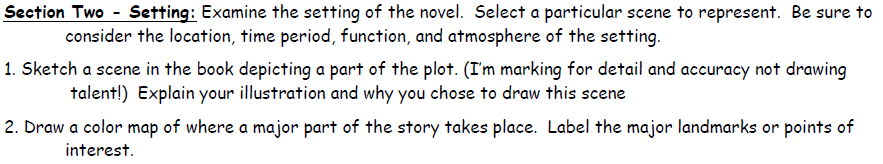 Section Two - Setting: Examine the setting of the novel.  Select a particular scene to represent.  Be sure to
consider the location, time period, function, and atmosphere of the setting.
1. Sketch a scene in the book depicting a part of the plot. (I'm marking for detail and accuracy not drawing
talent!)  Explain your illustration and why you chose to draw this scene
2. Draw a color map of where a major part of the story takes place.  Label the major landmarks or points of
interest.